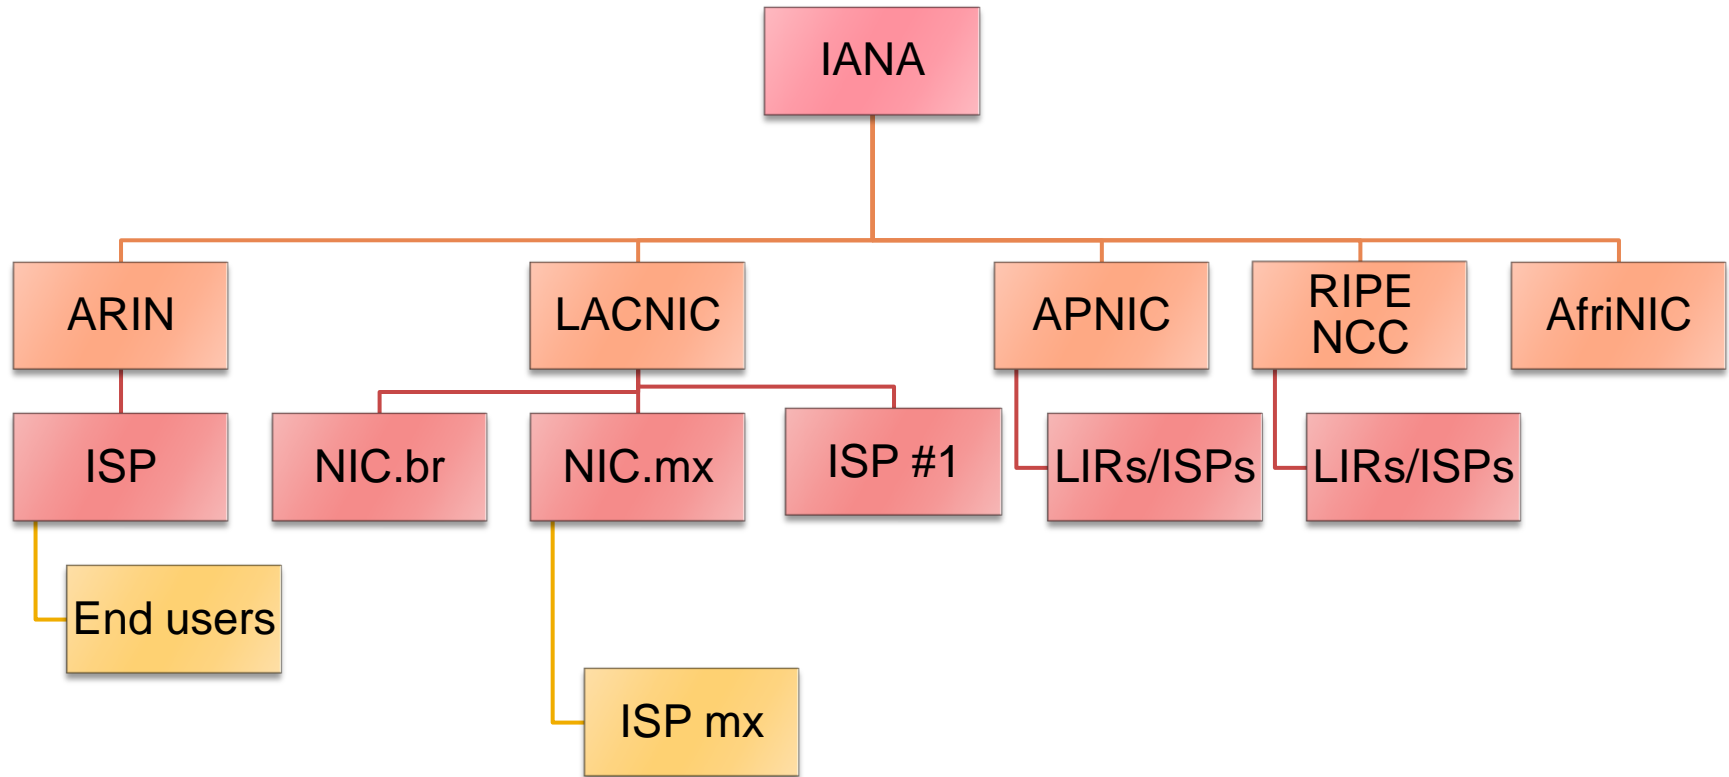 IANA
ARIN
LACNIC
APNIC
RIPE
NCC
AfriNIC
ISP
NIC.br
NIC.mx
ISP #1
LIRs/ISPs
LIRs/ISPs
End users
ISP mx